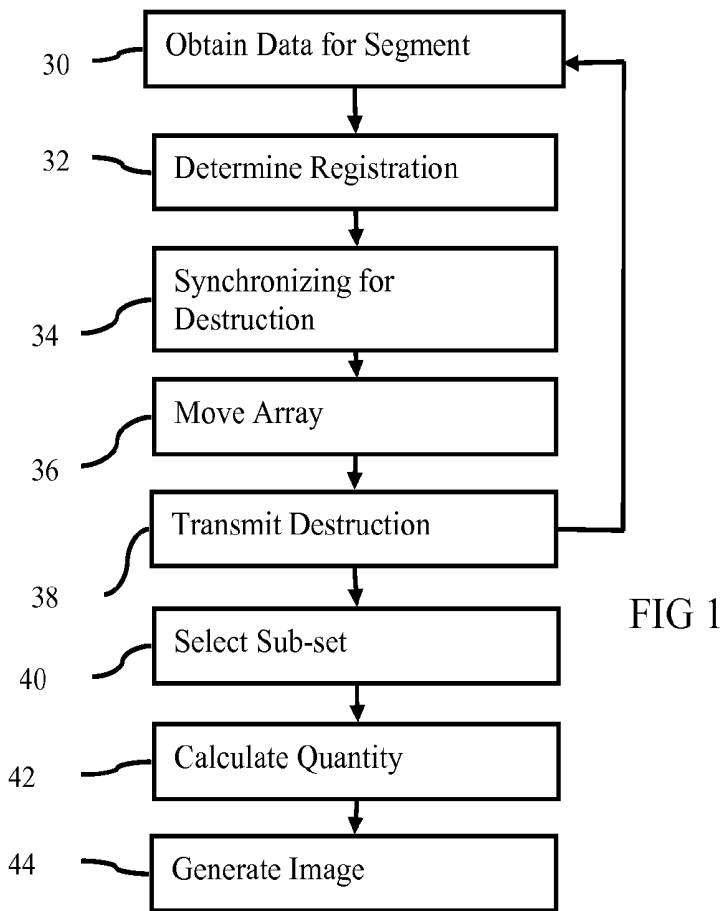 30
Obtain Data for Segment
32
Determine Registration
34
Synchronizing for
Destruction
36
Move Array
38
Transmit Destruction
40
Select Sub-set
42
Calculate Quantity
44
Generate Image
FIG 1